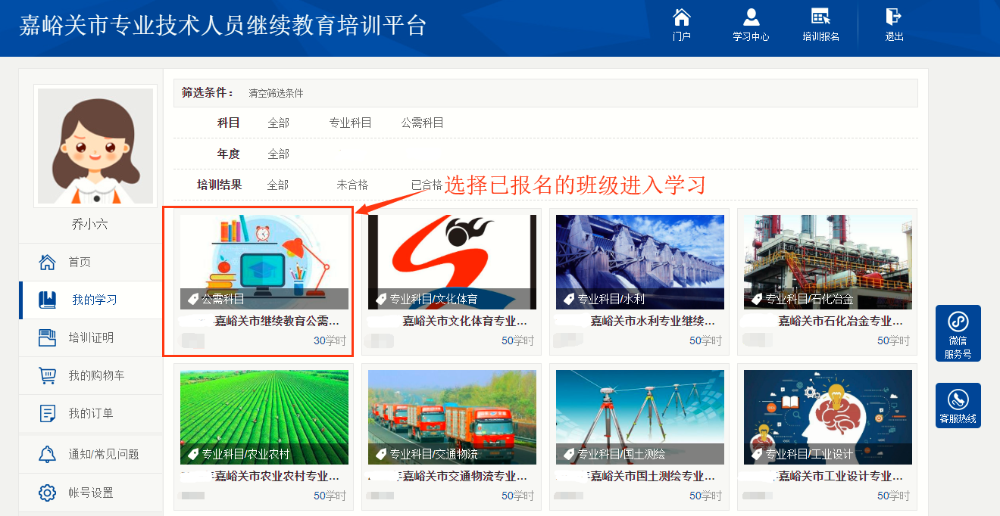 嘉峪关市专业技术人员继续教育培训平台
门户
学习中心
培训报名
退出
筛选条件： 清空筛选条件
科目 全部 专业科目 公需科目
年度 全部
培训结果 全部 未合格 已合格
选择已报名的班级进入学习
乔小六
首页
我的学习
培训证明
我的购物车
我的订单
通知/常见问题
帐号设置
公需科目
嘉峪关市继续教育公需...
30学时
专业科目/文化体育
嘉峪关市文化体育专业...
50学时
专业科目/水利
嘉峪关市水利专业继续...
50学时
专业科目/石化冶金
嘉峪关市石化冶金专业...
50学时
专业科目/农业农村
年嘉峪关市农业农村专业...
50学时
专业科目/交通物流
年嘉峪关市交通物流专业...
50学时
专业科目/国土测绘
嘉峪关市国土测绘专业...
50学时
专业科目/工业设计
嘉峪关市工业设计专业...
50学时
微信
服务号
客服热线